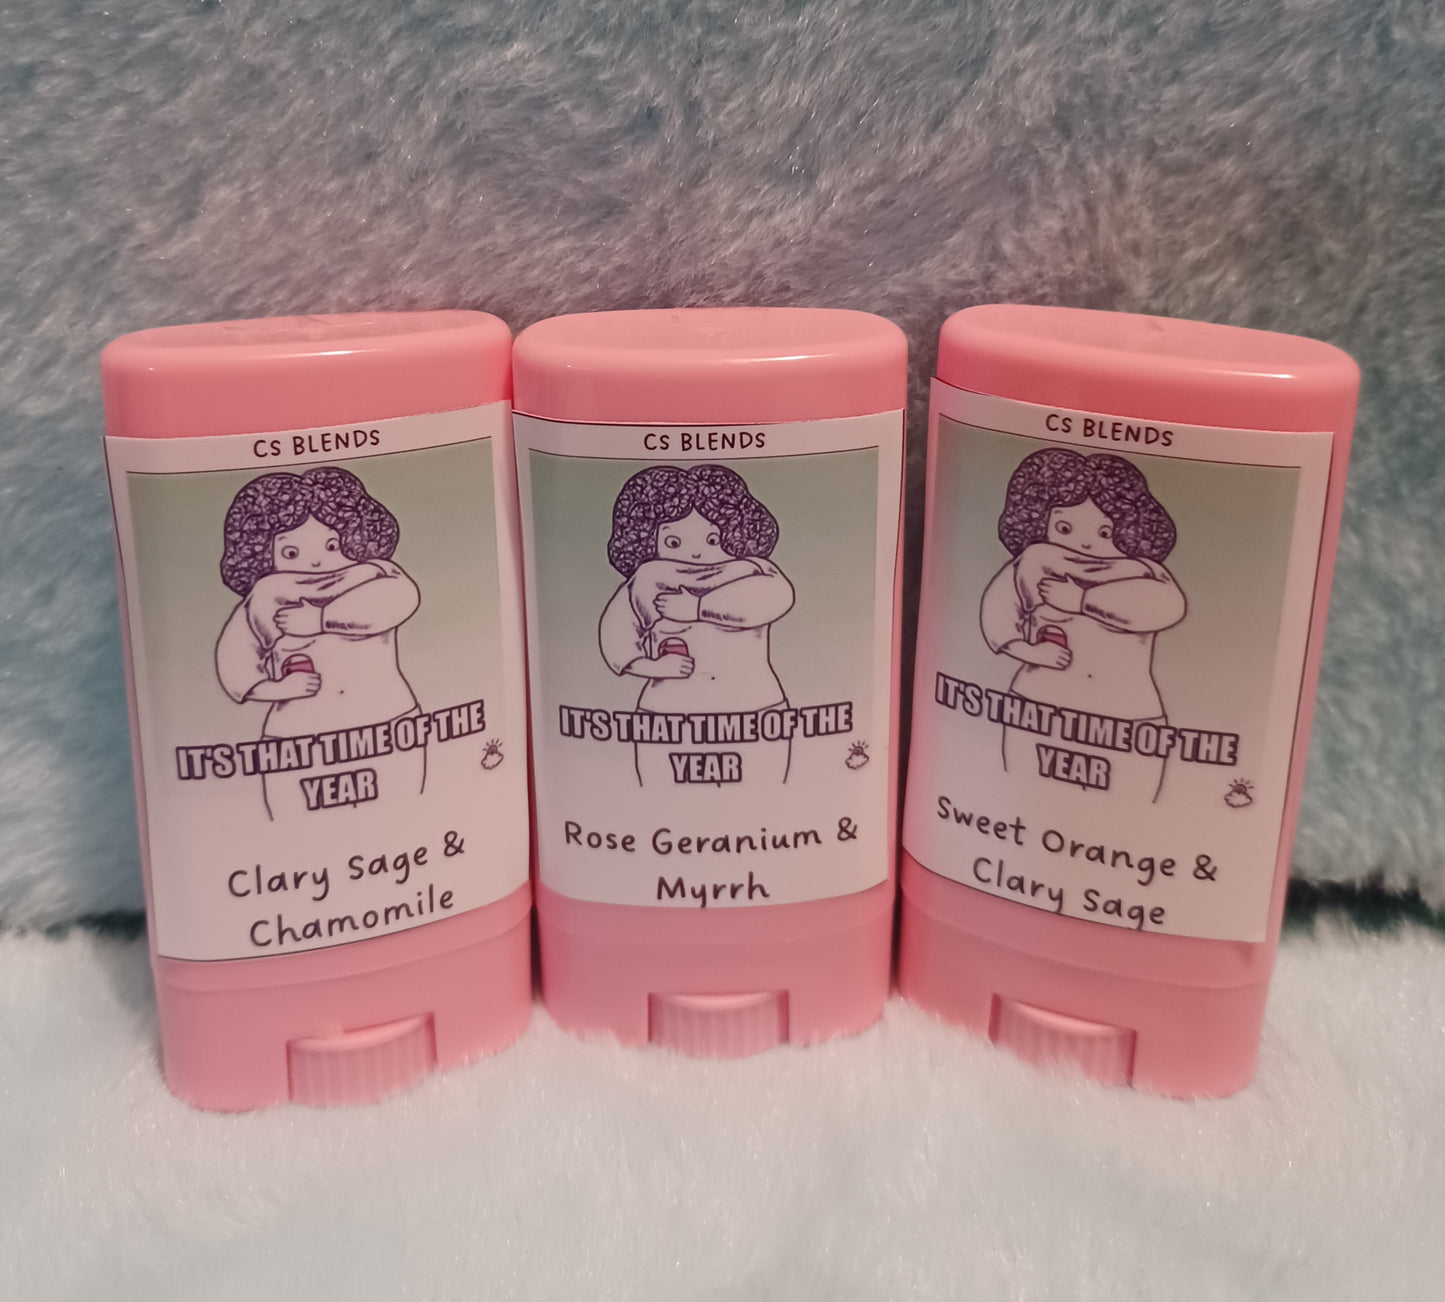 CS BLENDS
IT'S THAT TIME OF THE
YEAR
Clary Sage &
Chamomile
CS BLENDS
IT'S THAT TIME OF THE
YEAR
Rose Geranium &
Myrrh
CS BLENDS
IT'S THAT TIME OF THE
YEAR
Sweet Orange &
Clary Sage